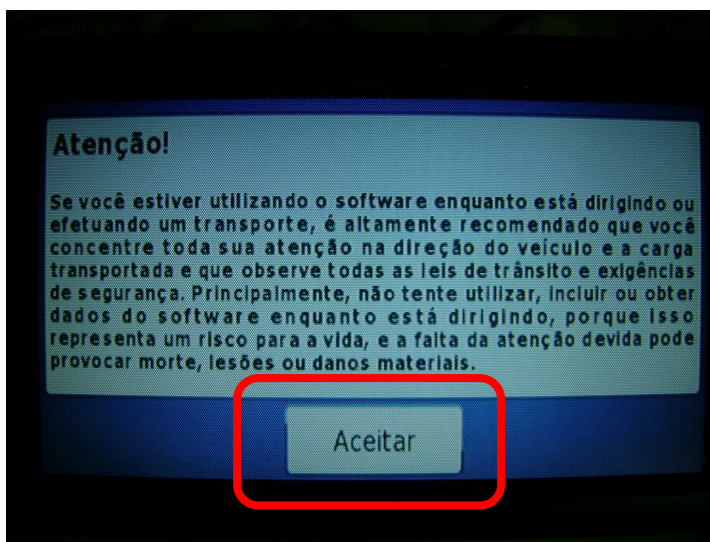 Atenção!
Se você estiver utilizando o software enquanto está dirigindo ou
efetuando um transporte, é altamente recomendado que você
concentre toda sua atenção na direção do veículo e a carga
transportada e que observe todas as leis de trânsito e exigências
de segurança. Principalmente, não tente utilizar, incluir ou obter
dados do software enquanto está dirigindo, porque isso
representa um risco para a vida, e a falta da atenção devida pode
provocar morte, lesões ou danos materiais.
Aceitar